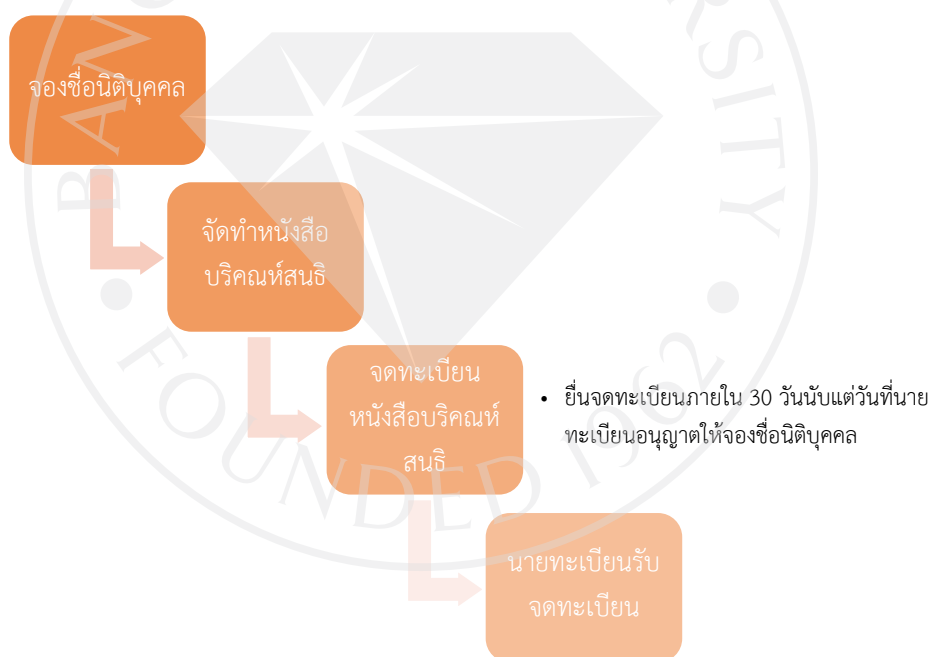 จองชื่อนิติบุคคล
จัดทำหนังสือ
บริคณห์สนธิ
จดทะเบียน
หนังสือบริคณห์
สนธิ
• ยื่นจดทะเบียนภายใน 30 วันนับแต่วันที่นาย
ทะเบียนอนุญาตให้จองชื่อนิติบุคคล
นายทะเบียนรับ
จดทะเบียน
FOUNDED 1962